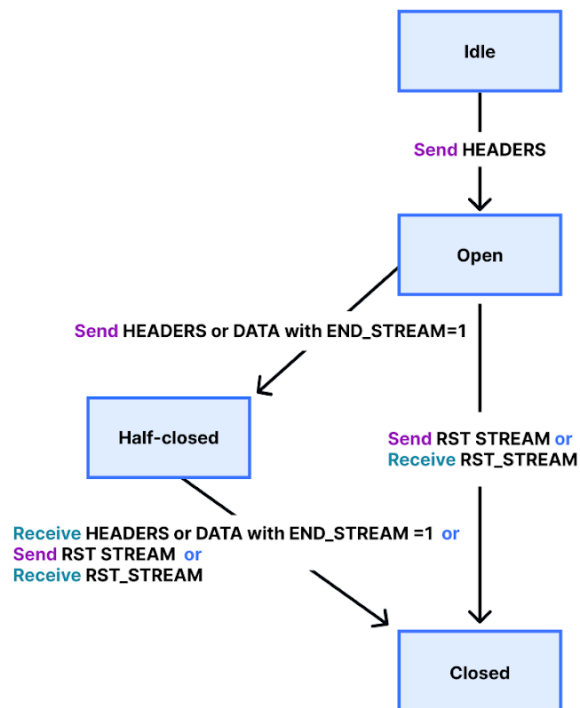 Idle
Send HEADERS
Open
Send HEADERS or DATA with END_STREAM=1
Half-closed
Send RST STREAM or
Receive RST_STREAM
Receive HEADERS or DATA with END_STREAM =1 or
Send RST STREAM or
Receive RST_STREAM
Closed